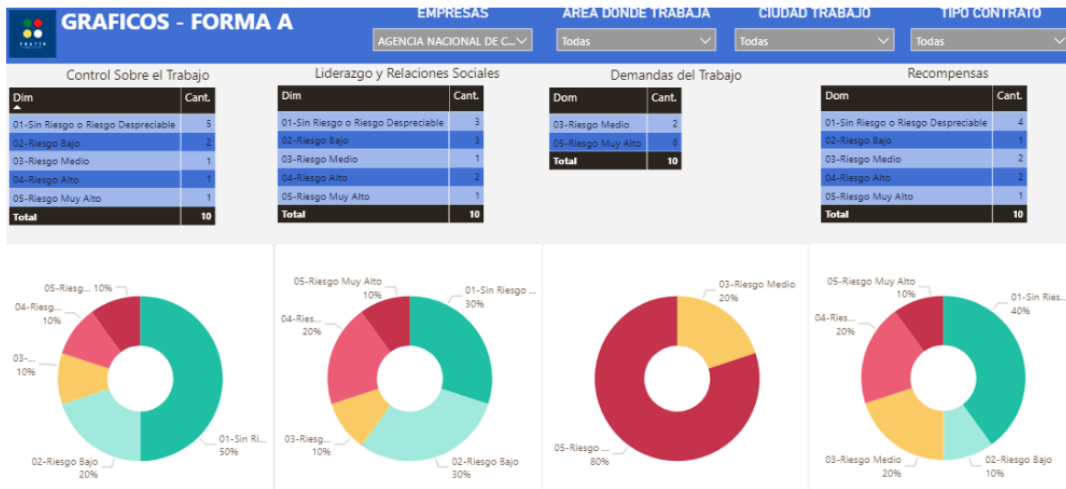 GRAFICOS - FORMA A
EMPRESAS
AREA DONDE TRABAJA
CIUDAD TRABAJO
TIPO CONTRATO
AGENCIA NACIONAL DE C...
Todas
Todas
Todas
Control Sobre el Trabajo
Dim Cant.
01-Sin Riesgo o Riesgo Despreciable 5
02-Riesgo Bajo 2
03-Riesgo Medio 1
04-Riesgo Alto 1
05-Riesgo Muy Alto 1
Total 10
Liderazgo y Relaciones Sociales
Dim Cant.
01-Sin Riesgo o Riesgo Despreciable 3
02-Riesgo Bajo 3
03-Riesgo Medio 1
04-Riesgo Alto 2
05-Riesgo Muy Alto 1
Total 10
Demandas del Trabajo
Dom Cant.
03-Riesgo Medio 2
05-Riesgo Muy Alto 8
Total 10
Recompensas
Dom Cant.
01-Sin Riesgo o Riesgo Despreciable 4
02-Riesgo Bajo 1
03-Riesgo Medio 2
04-Riesgo Alto 2
05-Riesgo Muy Alto 1
Total 10
05-Riesg... 10%
04-Riesg...
10%
03-...
10%
02-Riesgo Bajo
20%
01-Sin Ri...
50%
05-Riesgo Muy Alto
10%
01-Sin Riesgo ...
30%
04-Ries...
20%
03-Riesg...
10%
02-Riesgo Bajo
30%
03-Riesgo Medio
20%
05-Riesgo ...
80%
05-Riesgo Muy Alto
10%
01-Sin Ries...
40%
04-Ries...
20%
03-Riesgo Medio
20%
02-Riesgo Bajo
10%